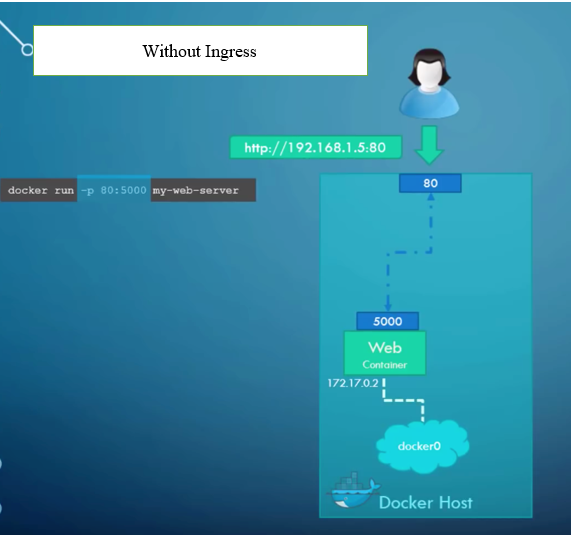 Without Ingress
http://192.168.1.5:80
80
docker run -p 80:5000 my-web-server
5000
Web
Container
172.17.0.2
docker0
Docker Host